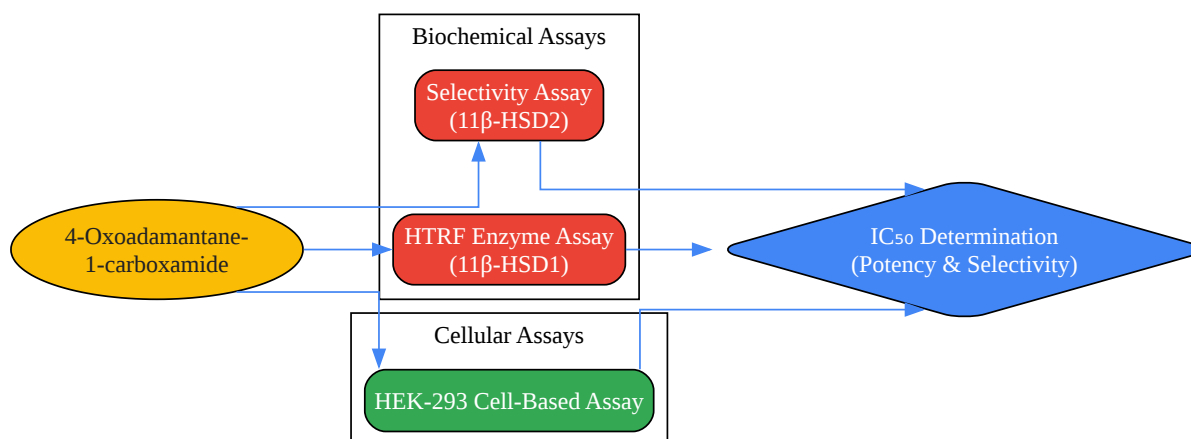 Biochemical Assays
Selectivity Assay
(11β-HSD2)
4-Oxoadamantane-
1-carboxamide
HTRF Enzyme Assay
(11β-HSD1)
IC₅₀ Determination
(Potency & Selectivity)
Cellular Assays
HEK-293 Cell-Based Assay